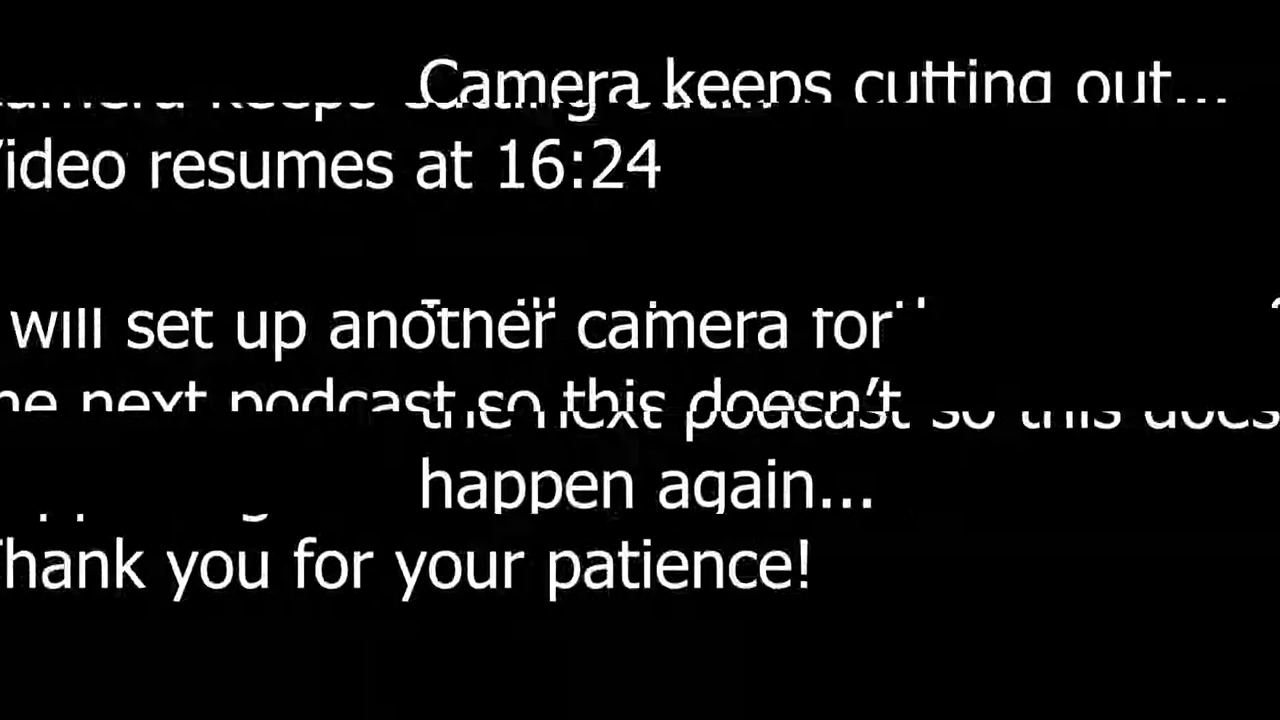 Camera keeps cutting out...
Video resumes at 16:24
will set up another camera for
the next podcast so this doesn't
happen again...
Thank you for your patience!